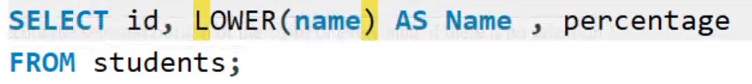 SELECT id, LOWER(name) AS Name , percentage
FROM students;